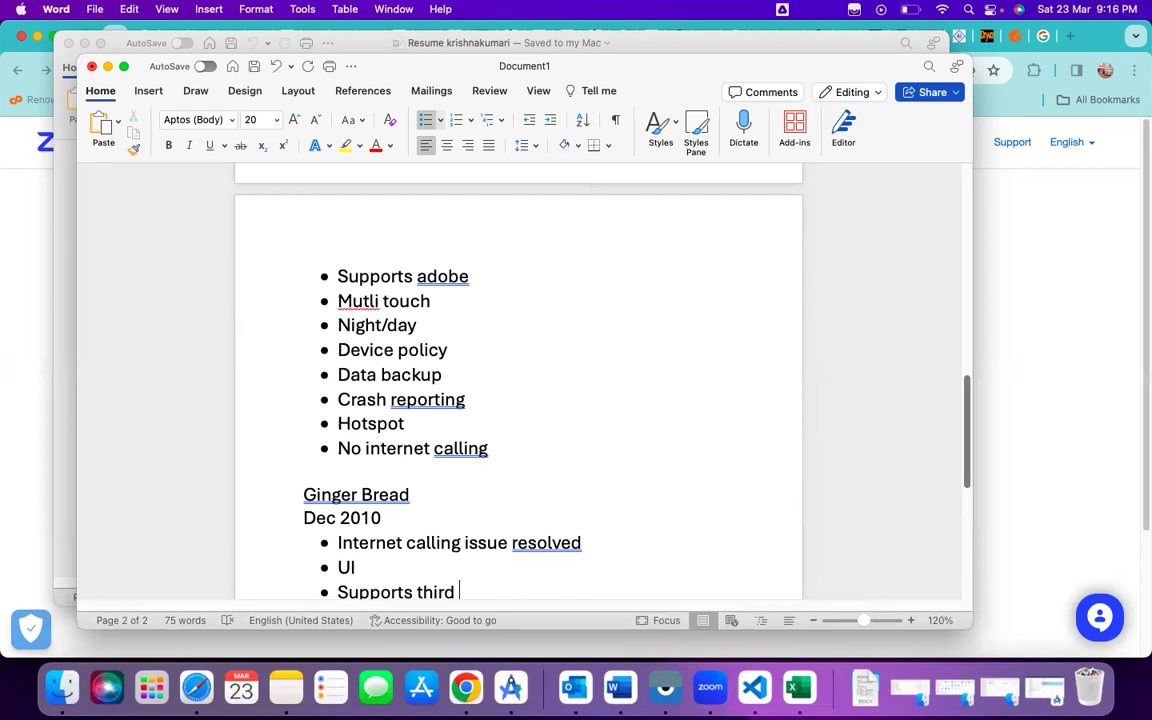 Word File Edit View Insert Format Tools Table Window Help Sat 23 Mar 9:16 PM
AutoSave Resume krishnakumari — Saved to my Mac
AutoSave Document1
Home Insert Draw Design Layout References Mailings Review View Tell me Comments Editing Share
All Bookmarks
Aptos (Body) 20 Aa
Paste Styles Styles Pane Dictate Add-ins Editor
Support English
Supports adobe
Mutli touch
Night/day
Device policy
Data backup
Crash reporting
Hotspot
No internet calling
Ginger Bread
Dec 2010
Internet calling issue resolved
UI
Supports third
Page 2 of 2 75 words English (United States) Accessibility: Good to go Focus 120%
MAR
23
zoom